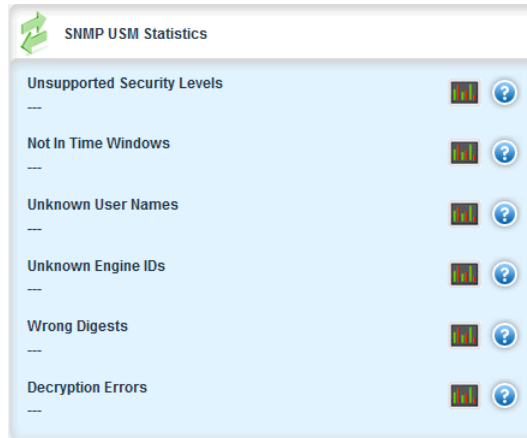 SNMP USM Statistics
Unsupported Security Levels
---
Not In Time Windows
---
Unknown User Names
---
Unknown Engine IDs
---
Wrong Digests
---
Decryption Errors
---